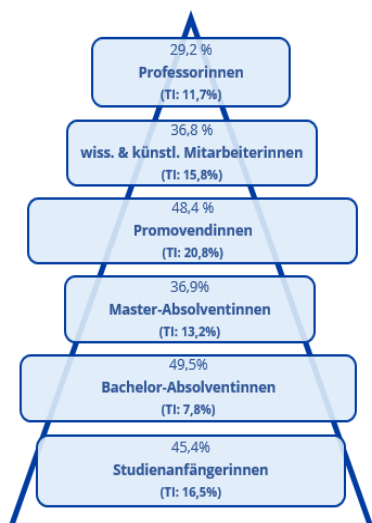 29,2 %
Professorinnen
(TI: 11,7%)
36,8 %
wiss. & künstl. Mitarbeiterinnen
(TI: 15,8%)
48,4 %
Promovendinnen
(TI: 20,8%)
36,9%
Master-Absolventinnen
(TI: 13,2%)
49,5%
Bachelor-Absolventinnen
(TI: 7,8%)
45,4%
Studienanfängerinnen
(TI: 16,5%)